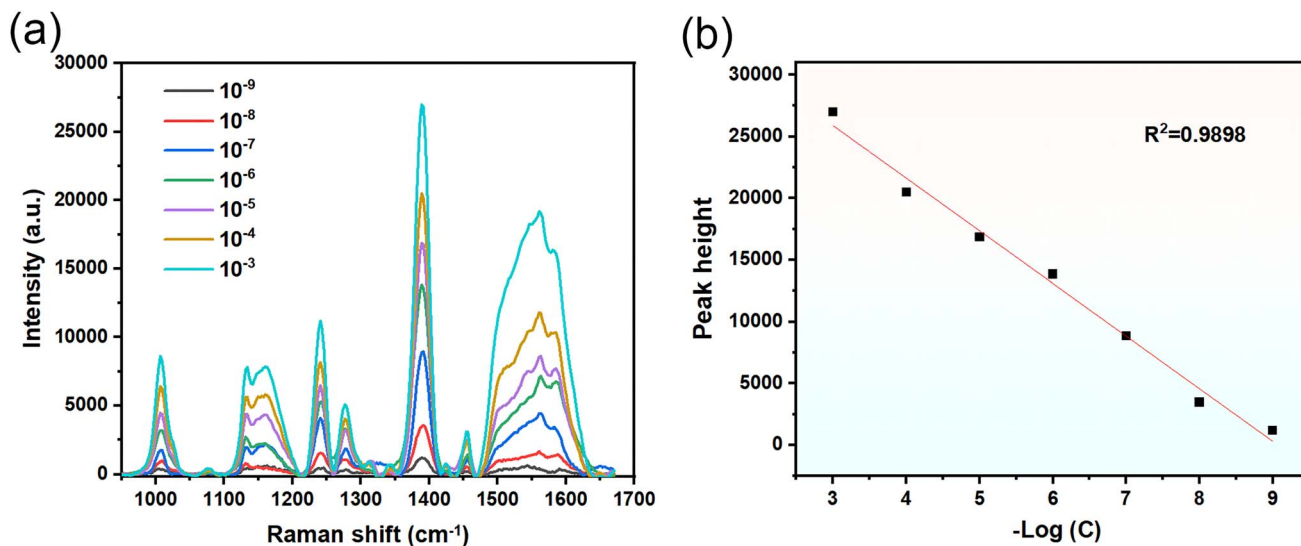 (a)
30000
25000
20000
15000
10000
5000
0
Intensity (a.u.)
10⁻⁹
10⁻⁸
10⁻⁷
10⁻⁶
10⁻⁵
10⁻⁴
10⁻³
1000 1100 1200 1300 1400 1500 1600 1700
Raman shift (cm⁻¹)
(b)
30000
25000
20000
15000
10000
5000
0
Peak height
R²=0.9898
3 4 5 6 7 8 9
-Log (C)